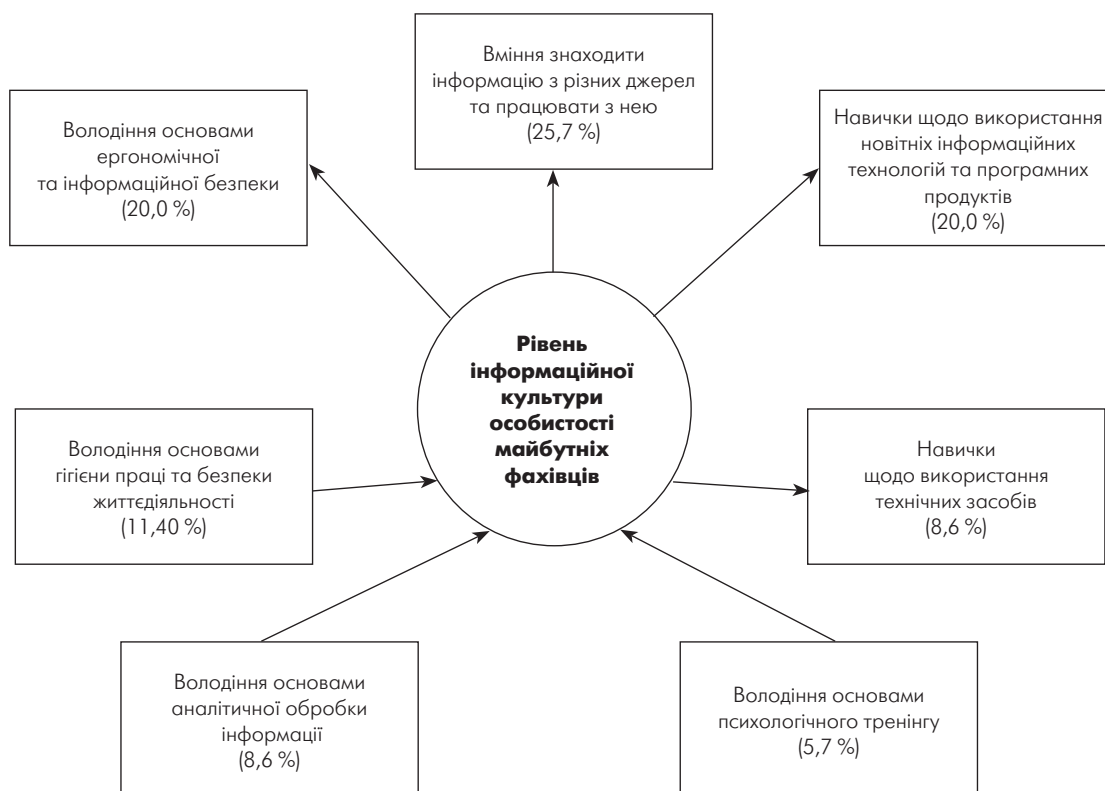 Вміння знаходити
інформацію з різних джерел
та працювати з нею
(25,7 %)
Володіння основами
ергономічної
та інформаційної безпеки
(20,0 %)
Навички щодо використання
новітніх інформаційних
технологій та програмних
продуктів
(20,0 %)
Рівень
інформаційної
культури
особистості
майбутніх
фахівців
Володіння основами
гігієни праці та безпеки
життєдіяльності
(11,40 %)
Навички
щодо використання
технічних засобів
(8,6 %)
Володіння основами
аналітичної обробки
інформації
(8,6 %)
Володіння основами
психологічного тренінгу
(5,7 %)